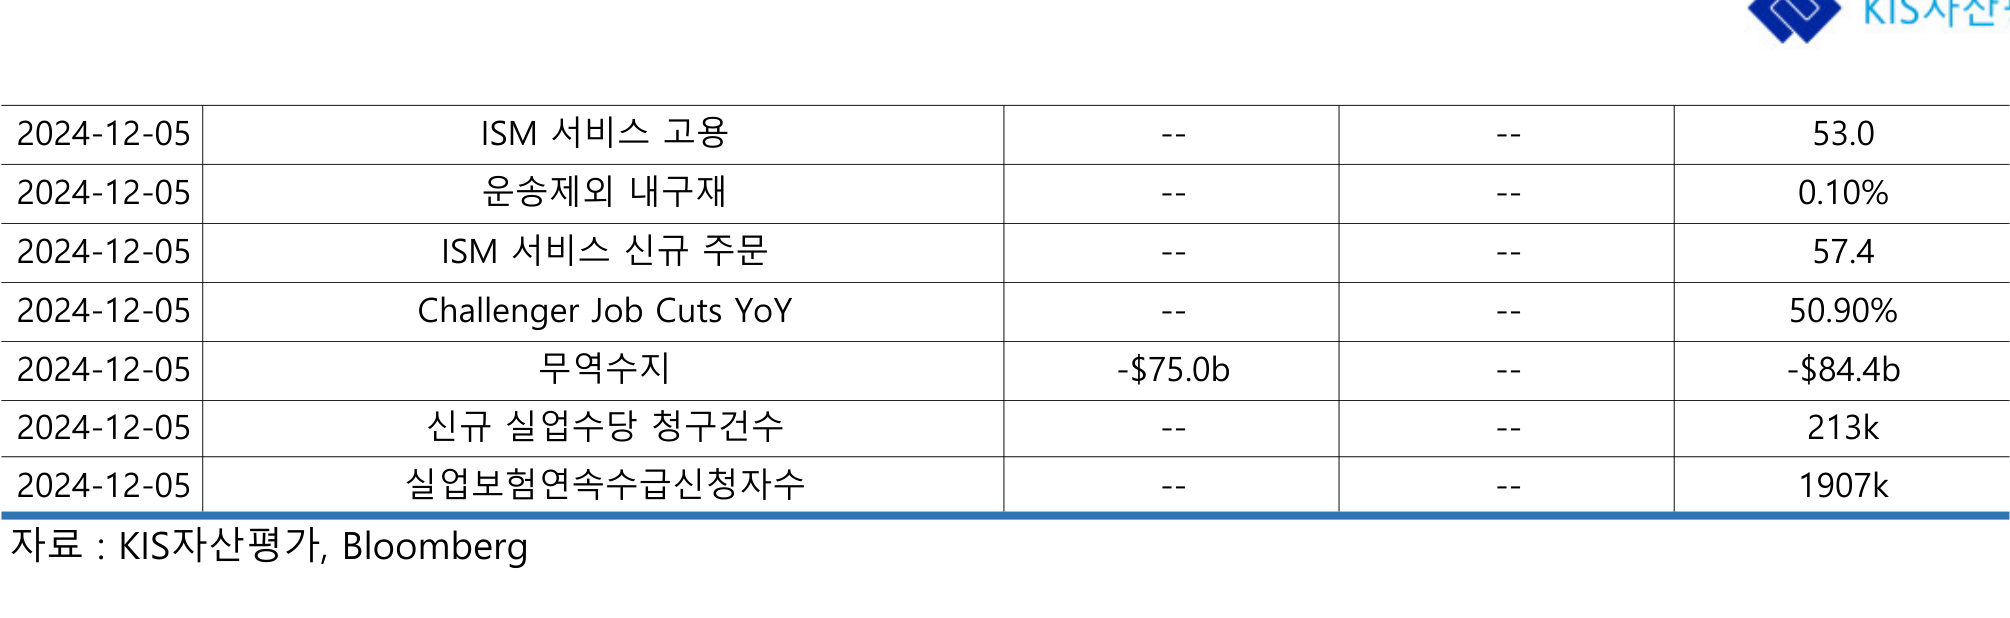 KIS자산
2024-12-05 ISM 서비스 고용 -- -- 53.0
2024-12-05 운송제외 내구재 -- -- 0.10%
2024-12-05 ISM 서비스 신규 주문 -- -- 57.4
2024-12-05 Challenger Job Cuts YoY -- -- 50.90%
2024-12-05 무역수지 -$75.0b -- -$84.4b
2024-12-05 신규 실업수당 청구건수 -- -- 213k
2024-12-05 실업보험연속수급신청자수 -- -- 1907k
자료 : KIS자산평가, Bloomberg